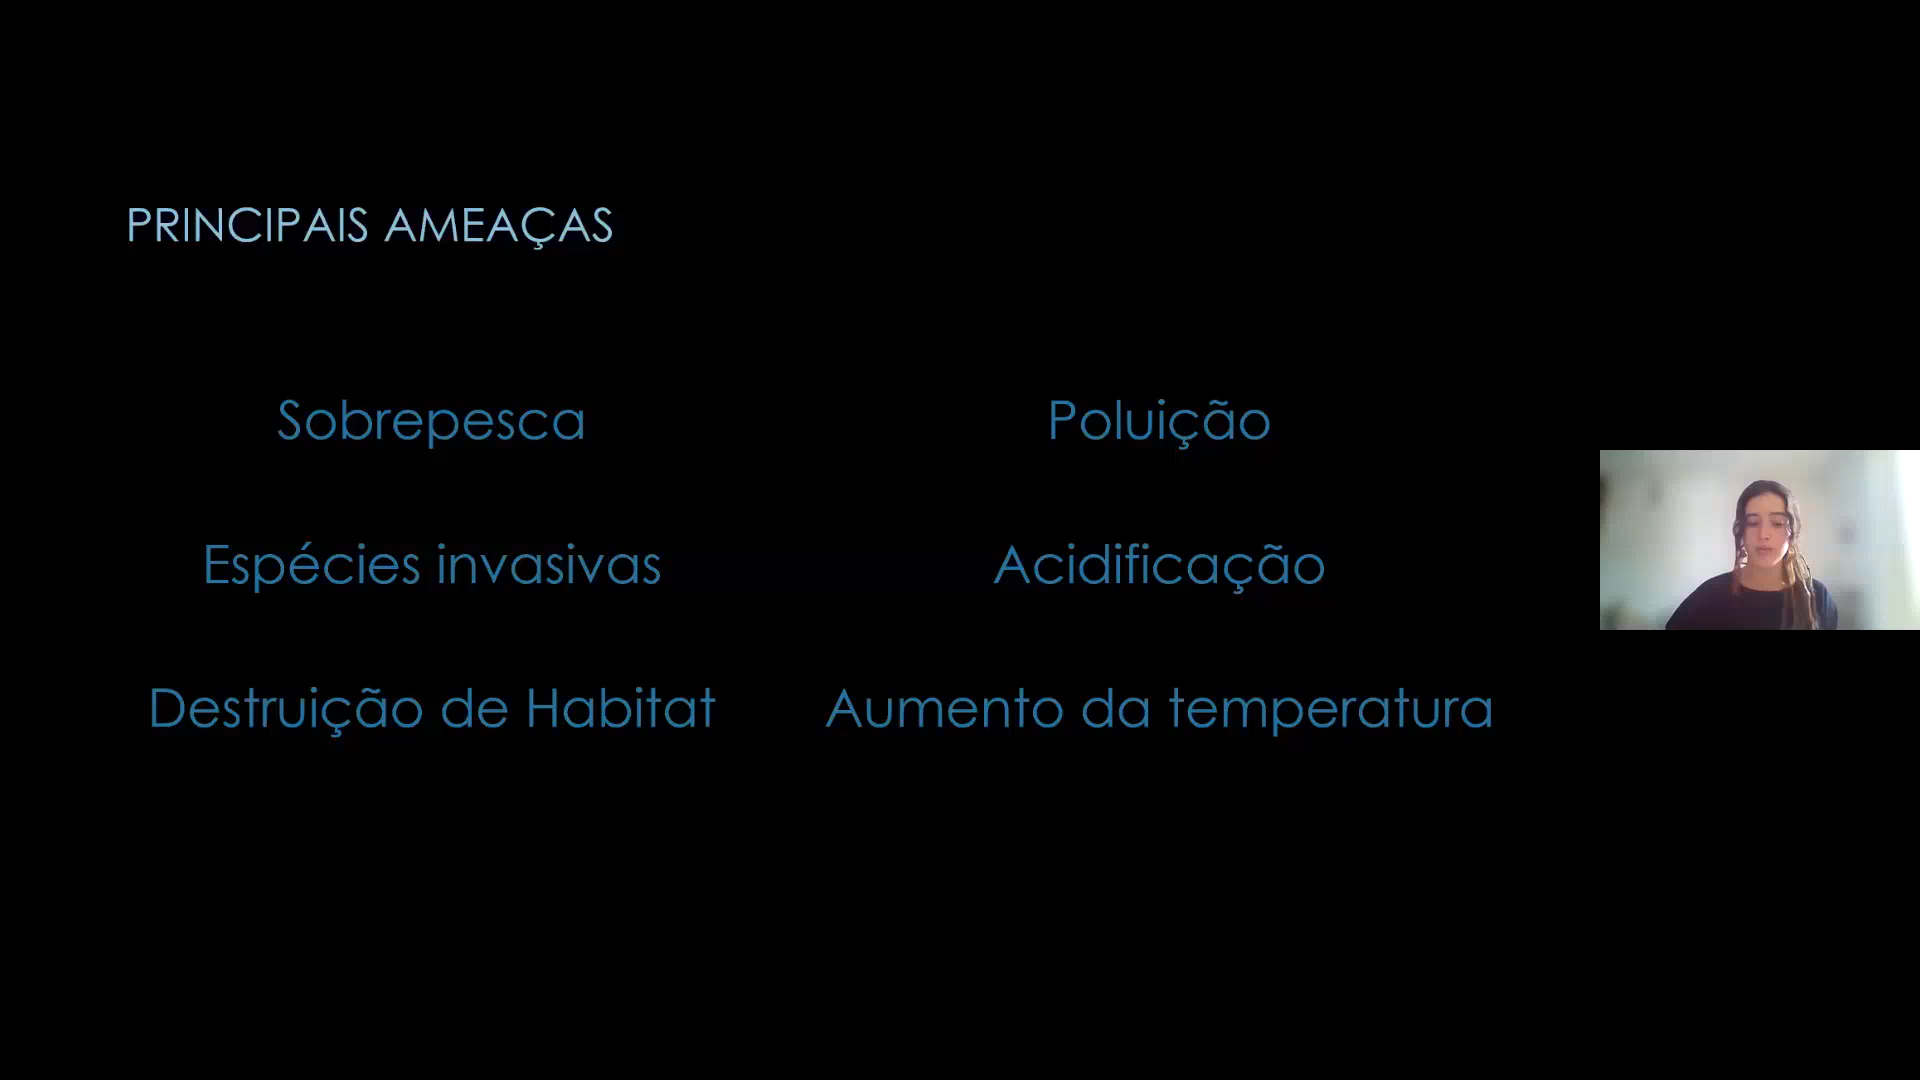 PRINCIPAIS AMEAÇAS
Sobrepesca
Poluição
Espécies invasivas
Acidificação
Destruição de Habitat
Aumento da temperatura